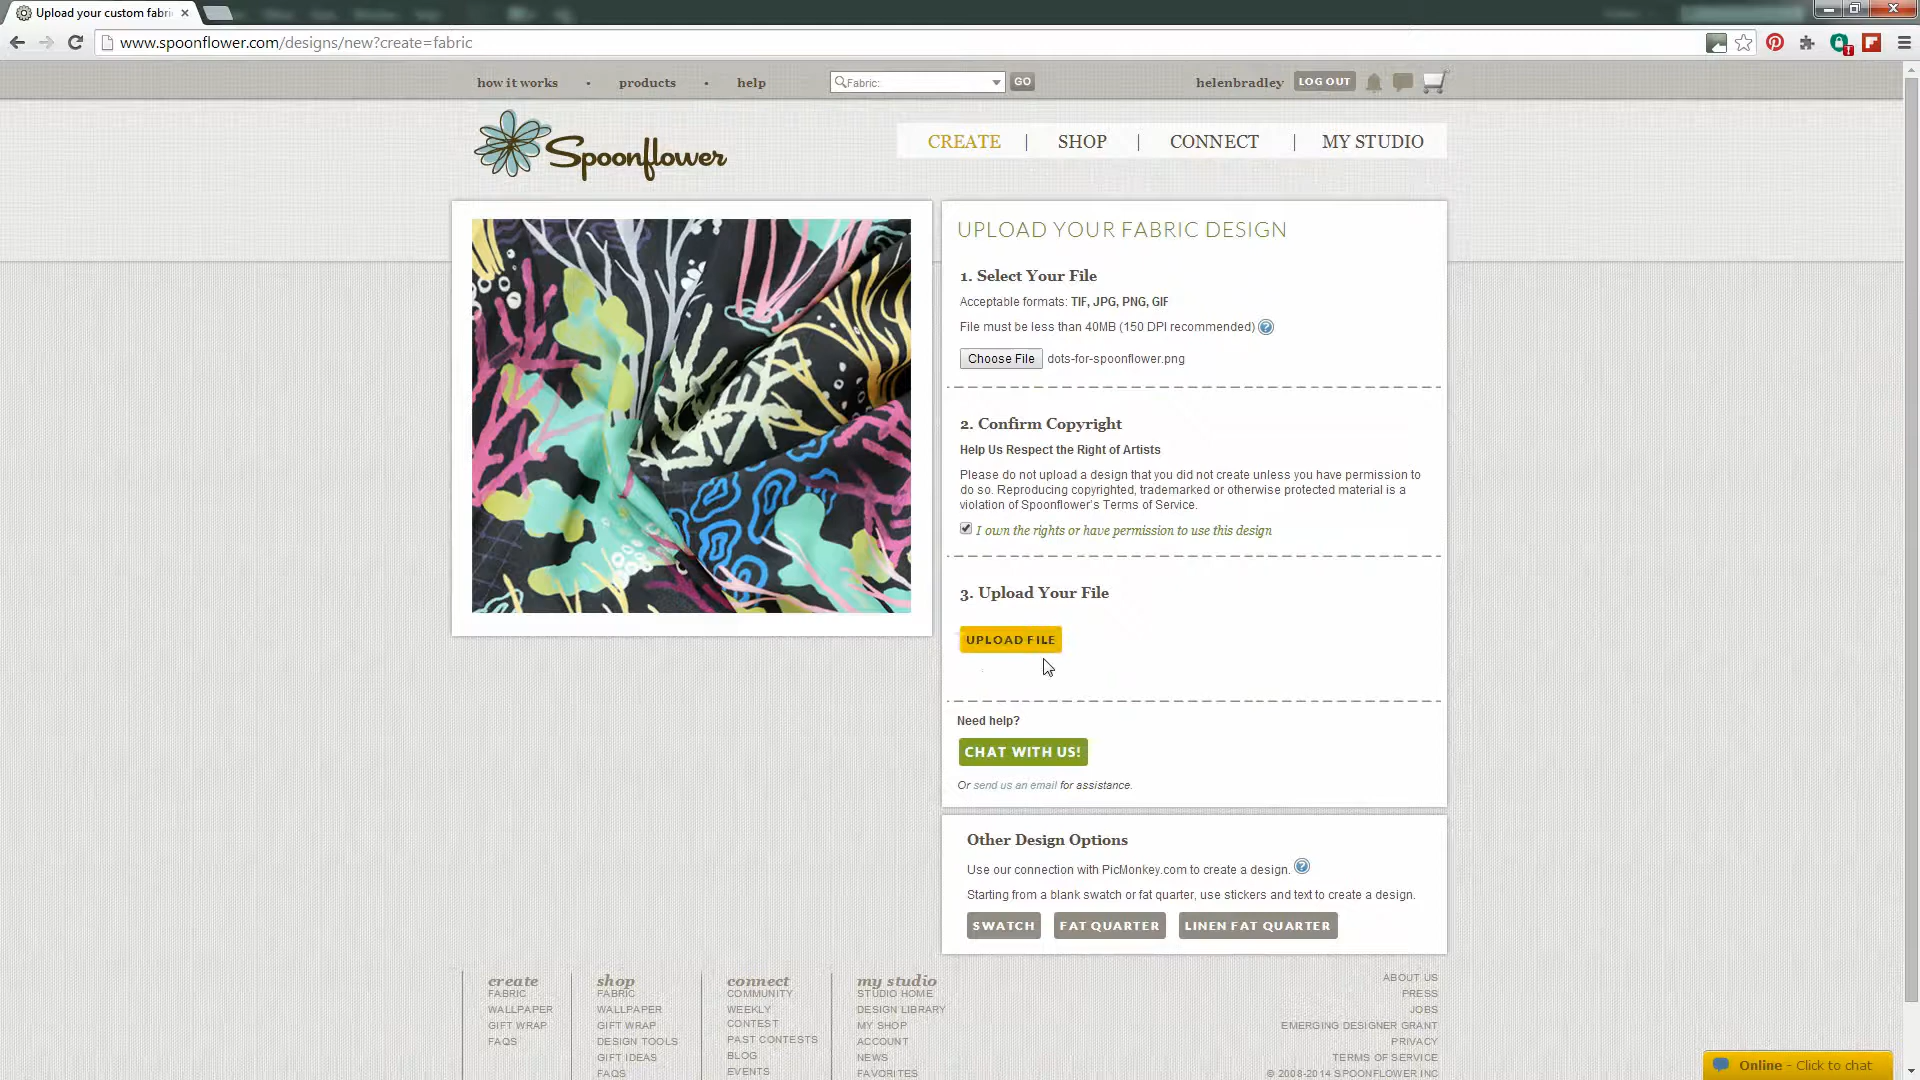 Upload your custom fabri
www.spoonflower.com/designs/new?create=fabric
how it works • products • help
Fabric:
GO
helenbradley
LOG OUT
Spoonflower
CREATE | SHOP | CONNECT | MY STUDIO
UPLOAD YOUR FABRIC DESIGN
1. Select Your File
Acceptable formats: TIF, JPG, PNG, GIF
File must be less than 40MB (150 DPI recommended) ?
Choose File dots-for-spoonflower.png
2. Confirm Copyright
Help Us Respect the Right of Artists
Please do not upload a design that you did not create unless you have permission to
do so. Reproducing copyrighted, trademarked or otherwise protected material is a
violation of Spoonflower's Terms of Service.
I own the rights or have permission to use this design
3. Upload Your File
UPLOAD FILE
Need help?
CHAT WITH US!
Or send us an email for assistance.
Other Design Options
Use our connection with PicMonkey.com to create a design. ?
Starting from a blank swatch or fat quarter, use stickers and text to create a design.
SWATCH FAT QUARTER LINEN FAT QUARTER
create
FABRIC
WALLPAPER
GIFT WRAP
FAQS
shop
FABRIC
WALLPAPER
GIFT WRAP
DESIGN TOOLS
GIFT IDEAS
FAQS
connect
COMMUNITY
WEEKLY
CONTEST
PAST CONTESTS
BLOG
EVENTS
my studio
STUDIO HOME
DESIGN LIBRARY
MY SHOP
ACCOUNT
NEWS
FAVORITES
ABOUT US
PRESS
JOBS
EMERGING DESIGNER GRANT
PRIVACY
TERMS OF SERVICE
© 2008-2014 SPOONFLOWER INC
Online - Click to chat